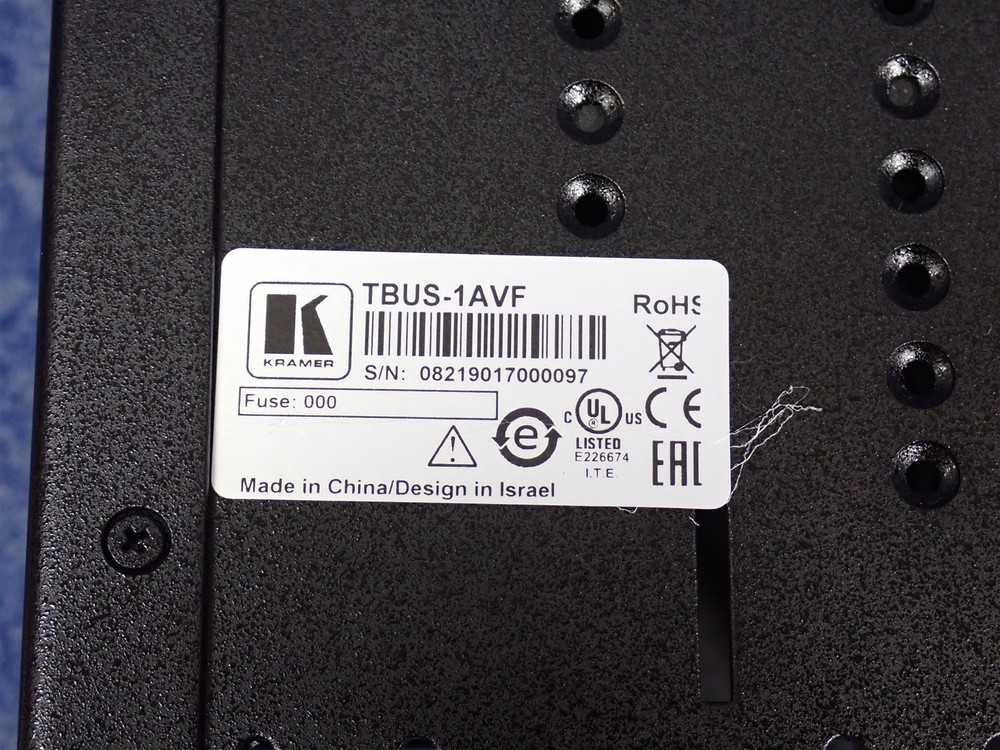 KRAMER
TBUS-1AVF
S/N: 08219017000097
Fuse: 000
RoHS
e
C UL US
®
LISTED
E226674
I.T.E.
CE
EAC
Made in China/Design in Israel